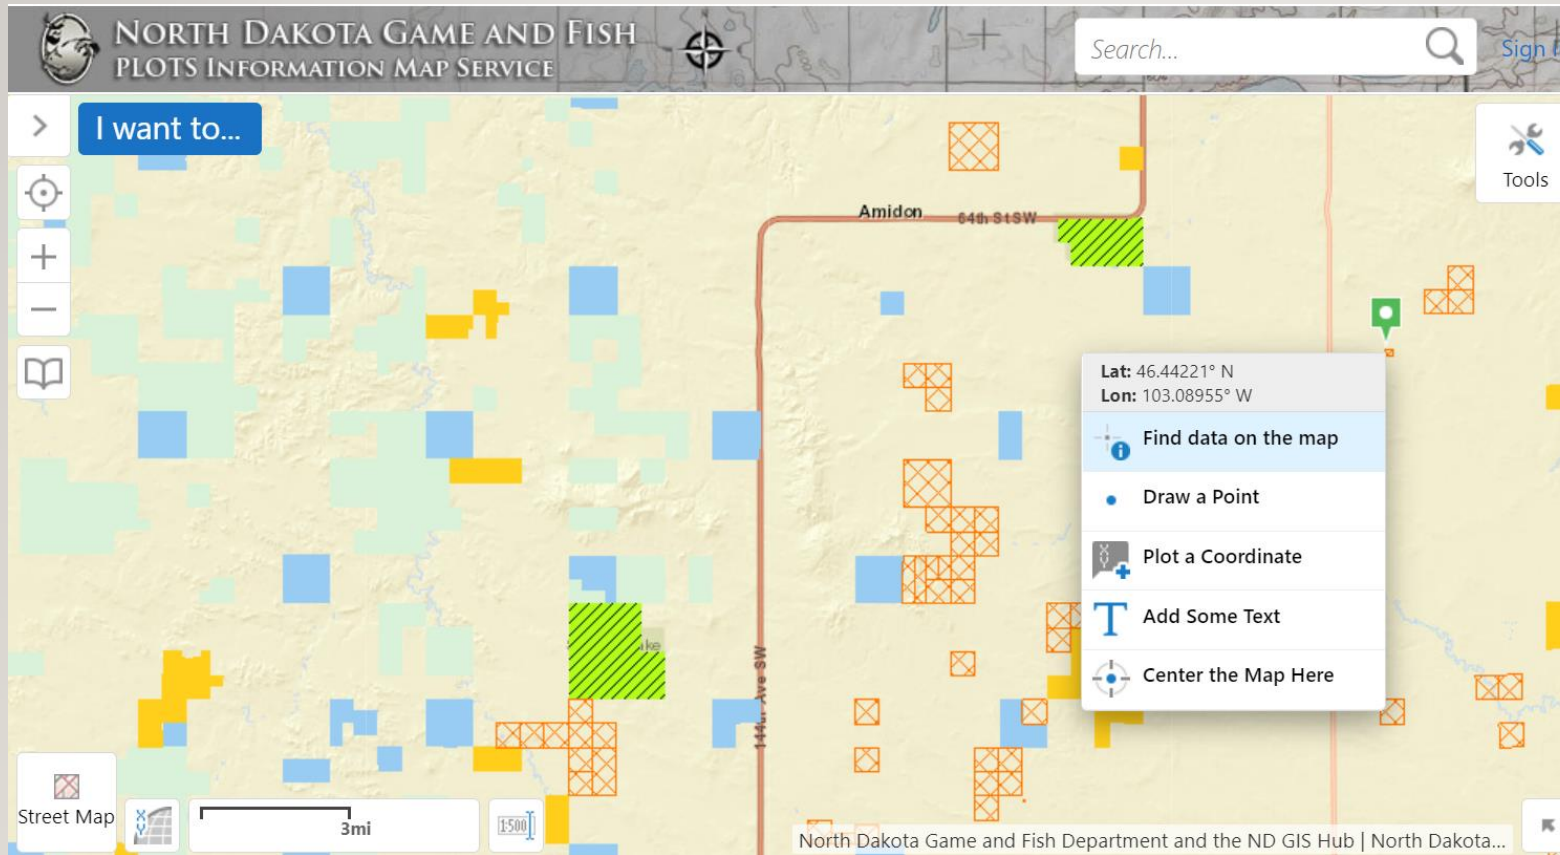 NORTH DAKOTA GAME AND FISH
PLOTS INFORMATION MAP SERVICE
Search...
Sign
I want to...
Tools
Amidon
64th St SW
Lat: 46.44221° N
Lon: 103.08955° W
Find data on the map
Draw a Point
Plot a Coordinate
Add Some Text
Center the Map Here
ake
144th Ave SW
Street Map
X
Y
3mi
1:500
North Dakota Game and Fish Department and the ND GIS Hub | North Dakota...